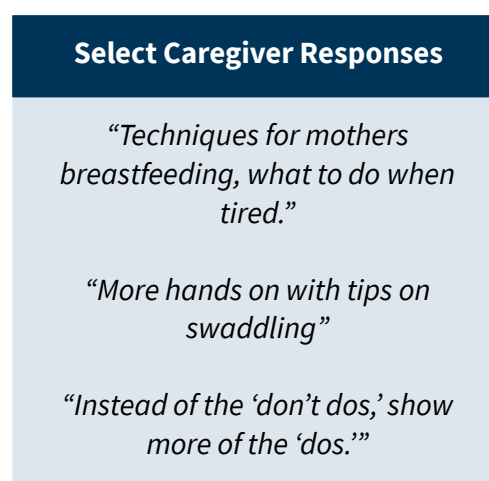 Select Caregiver Responses
“Techniques for mothers
breastfeeding, what to do when
tired.”
“More hands on with tips on
swaddling”
“Instead of the ‘don’t dos,’ show
more of the ‘dos.’”